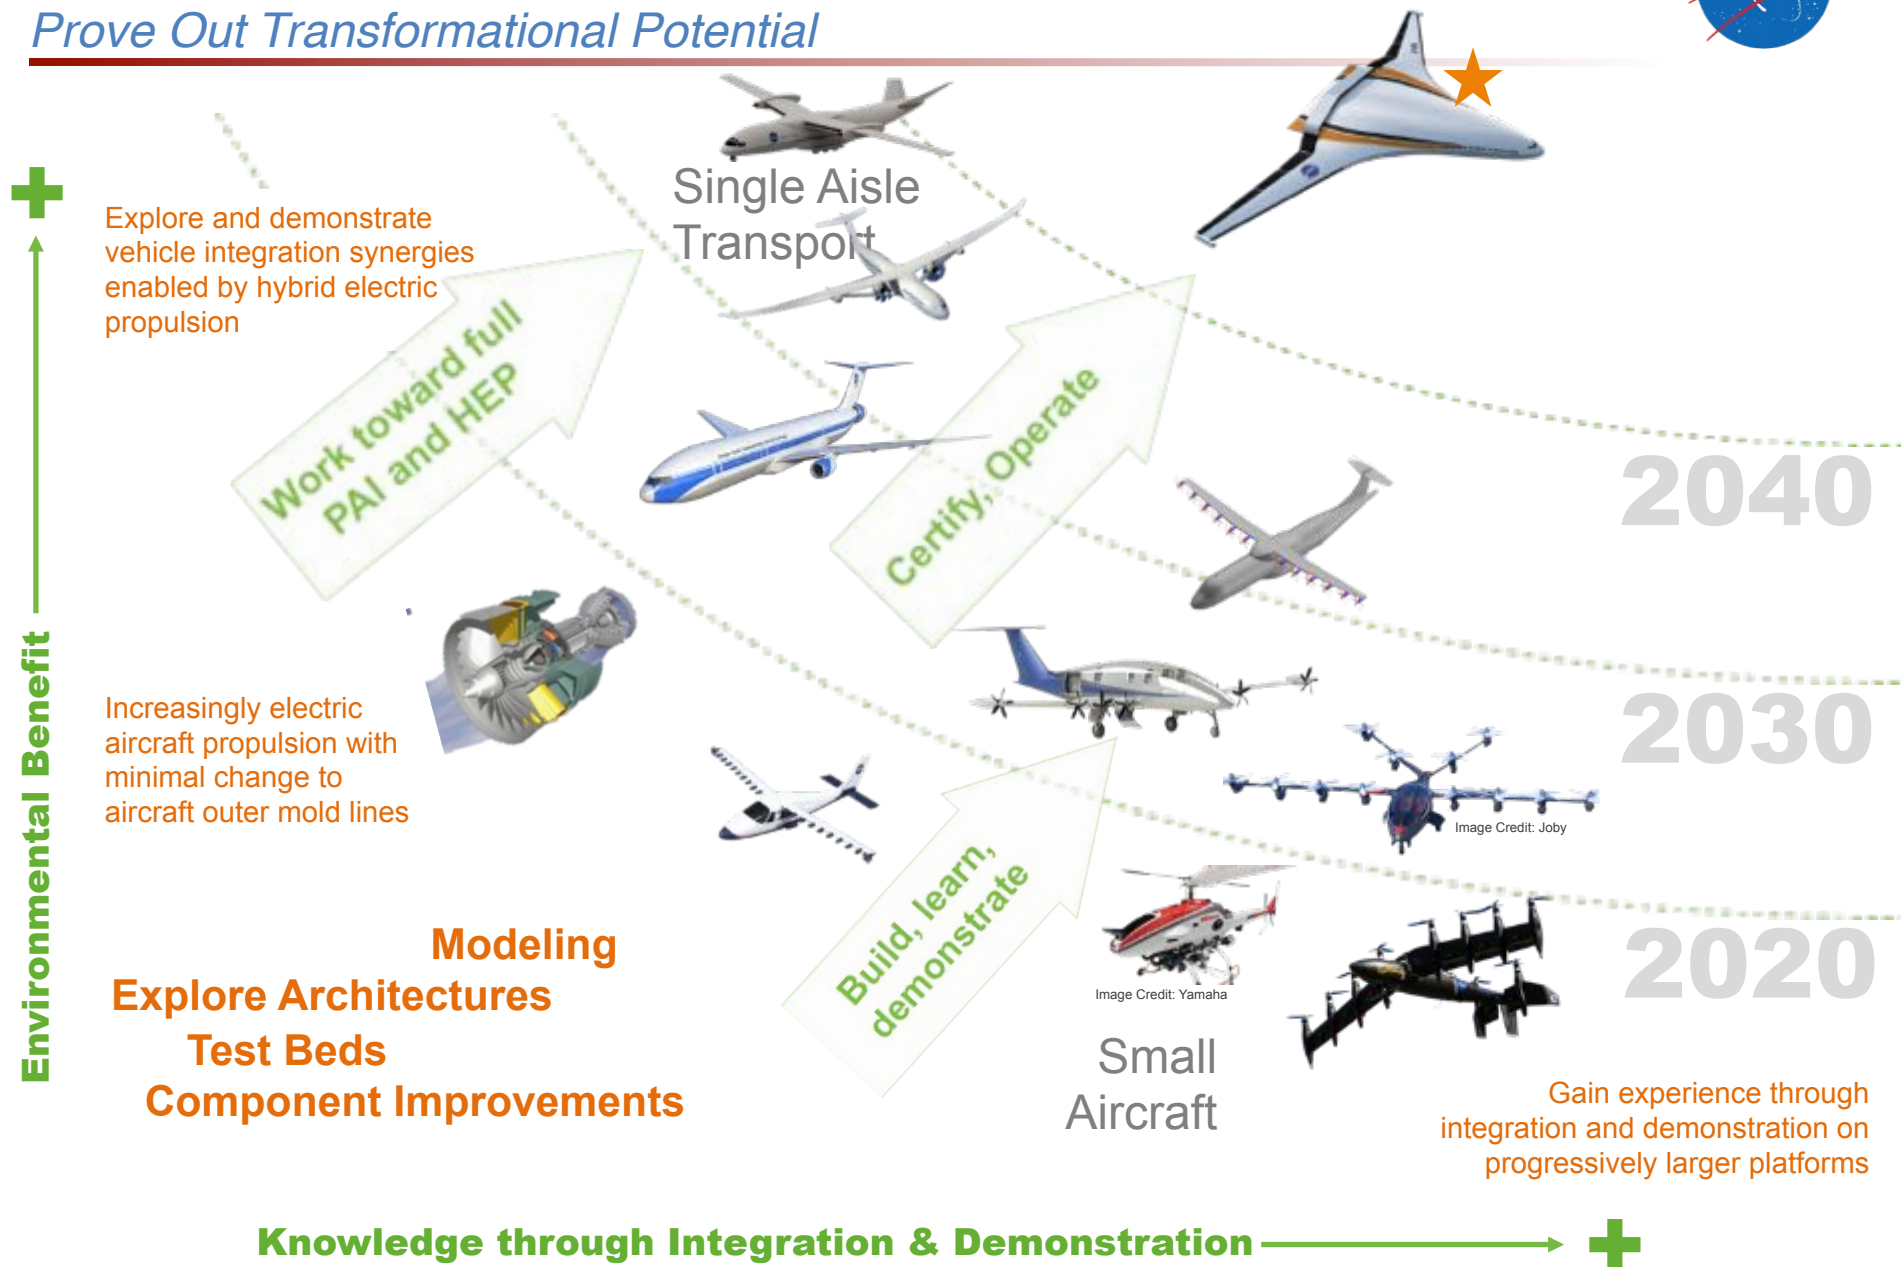 Prove Out Transformational Potential
Single Aisle
Transport
Explore and demonstrate
vehicle integration synergies
enabled by hybrid electric
propulsion
Work toward full
PAI and HEP
Certify, Operate
2040
Environmental Benefit
Increasingly electric
aircraft propulsion with
minimal change to
aircraft outer mold lines
2030
Image Credit: Joby
Build, learn,
demonstrate
Image Credit: Yamaha
2020
Modeling
Explore Architectures
Test Beds
Component Improvements
Small
Aircraft
Gain experience through
integration and demonstration on
progressively larger platforms
Knowledge through Integration & Demonstration